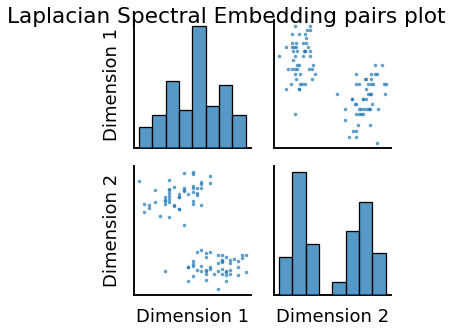 Laplacian Spectral Embedding pairs plot
Dimension 1
Dimension 2
Dimension 1
Dimension 2